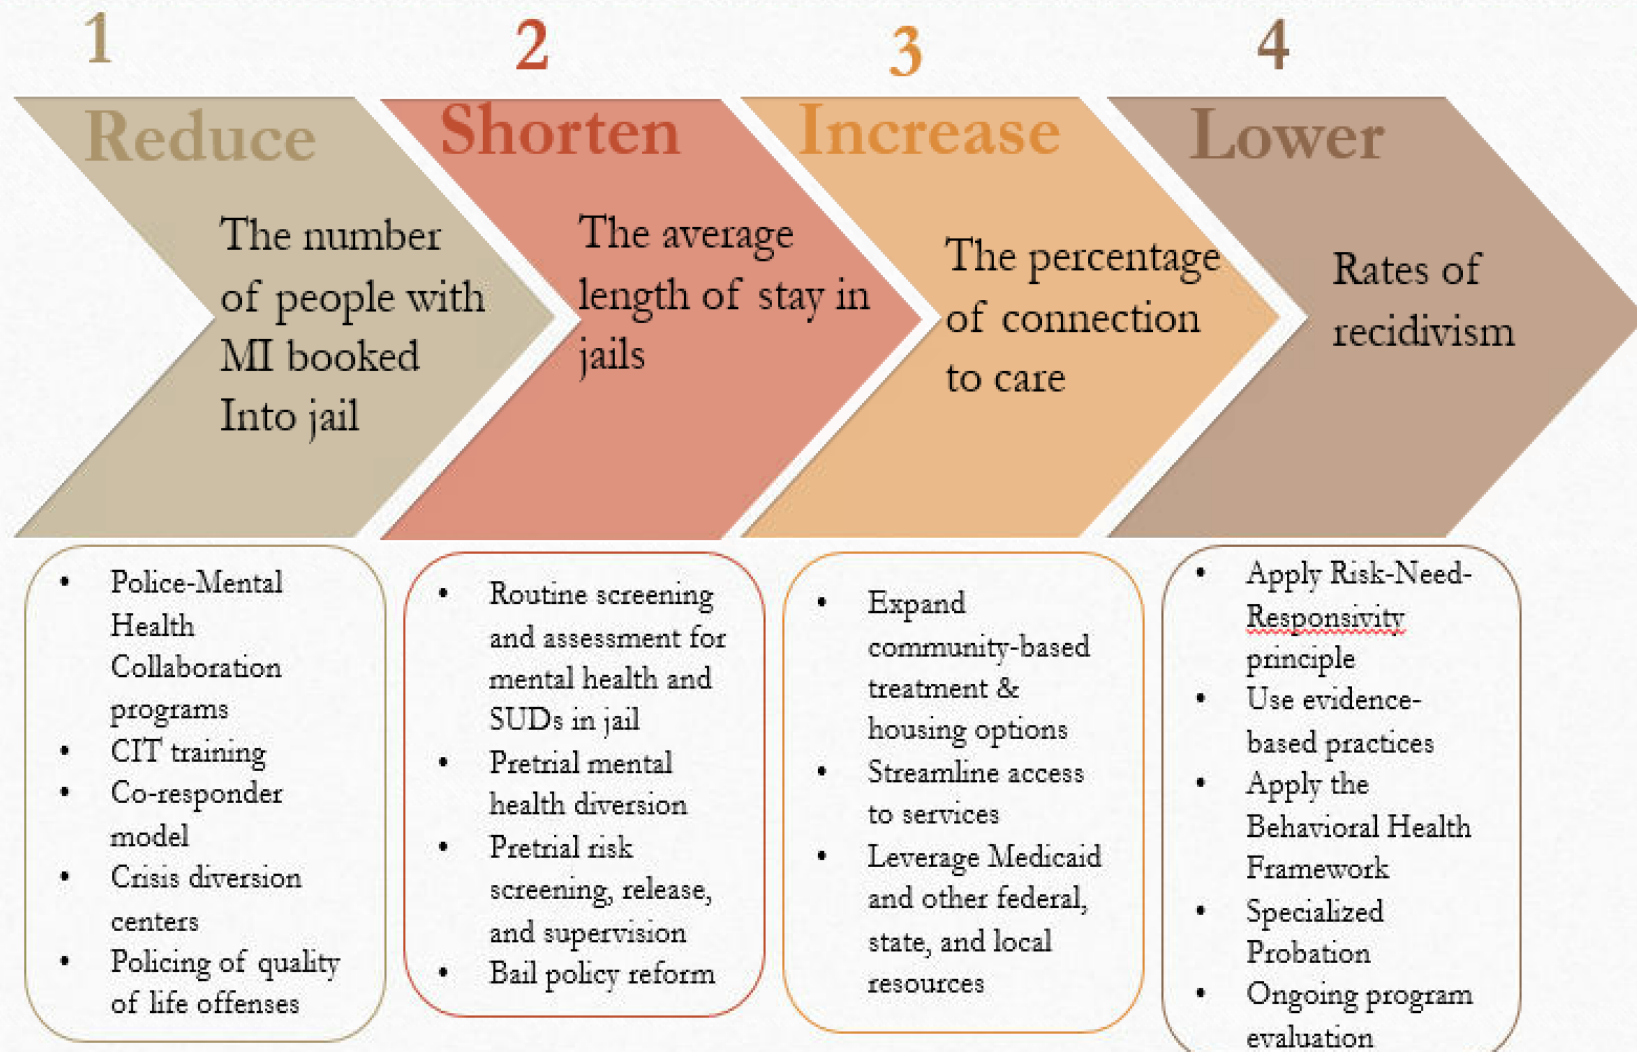 1
Reduce
The number
of people with
MI booked
Into jail
• Police-Mental
Health
Collaboration
programs
• CIT training
• Co-responder
model
• Crisis diversion
centers
• Policing of quality
of life offenses
2
Shorten
The average
length of stay in
jails
• Routine screening
and assessment for
mental health and
SUDs in jail
• Pretrial mental
health diversion
• Pretrial risk
screening, release,
and supervision
• Bail policy reform
3
Increase
The percentage
of connection
to care
• Expand
community-based
treatment &
housing options
• Streamline access
to services
• Leverage Medicaid
and other federal,
state, and local
resources
4
Lower
Rates of
recidivism
• Apply Risk-Need-
Responsivity
principle
• Use evidence-
based practices
• Apply the
Behavioral Health
Framework
• Specialized
Probation
• Ongoing program
evaluation